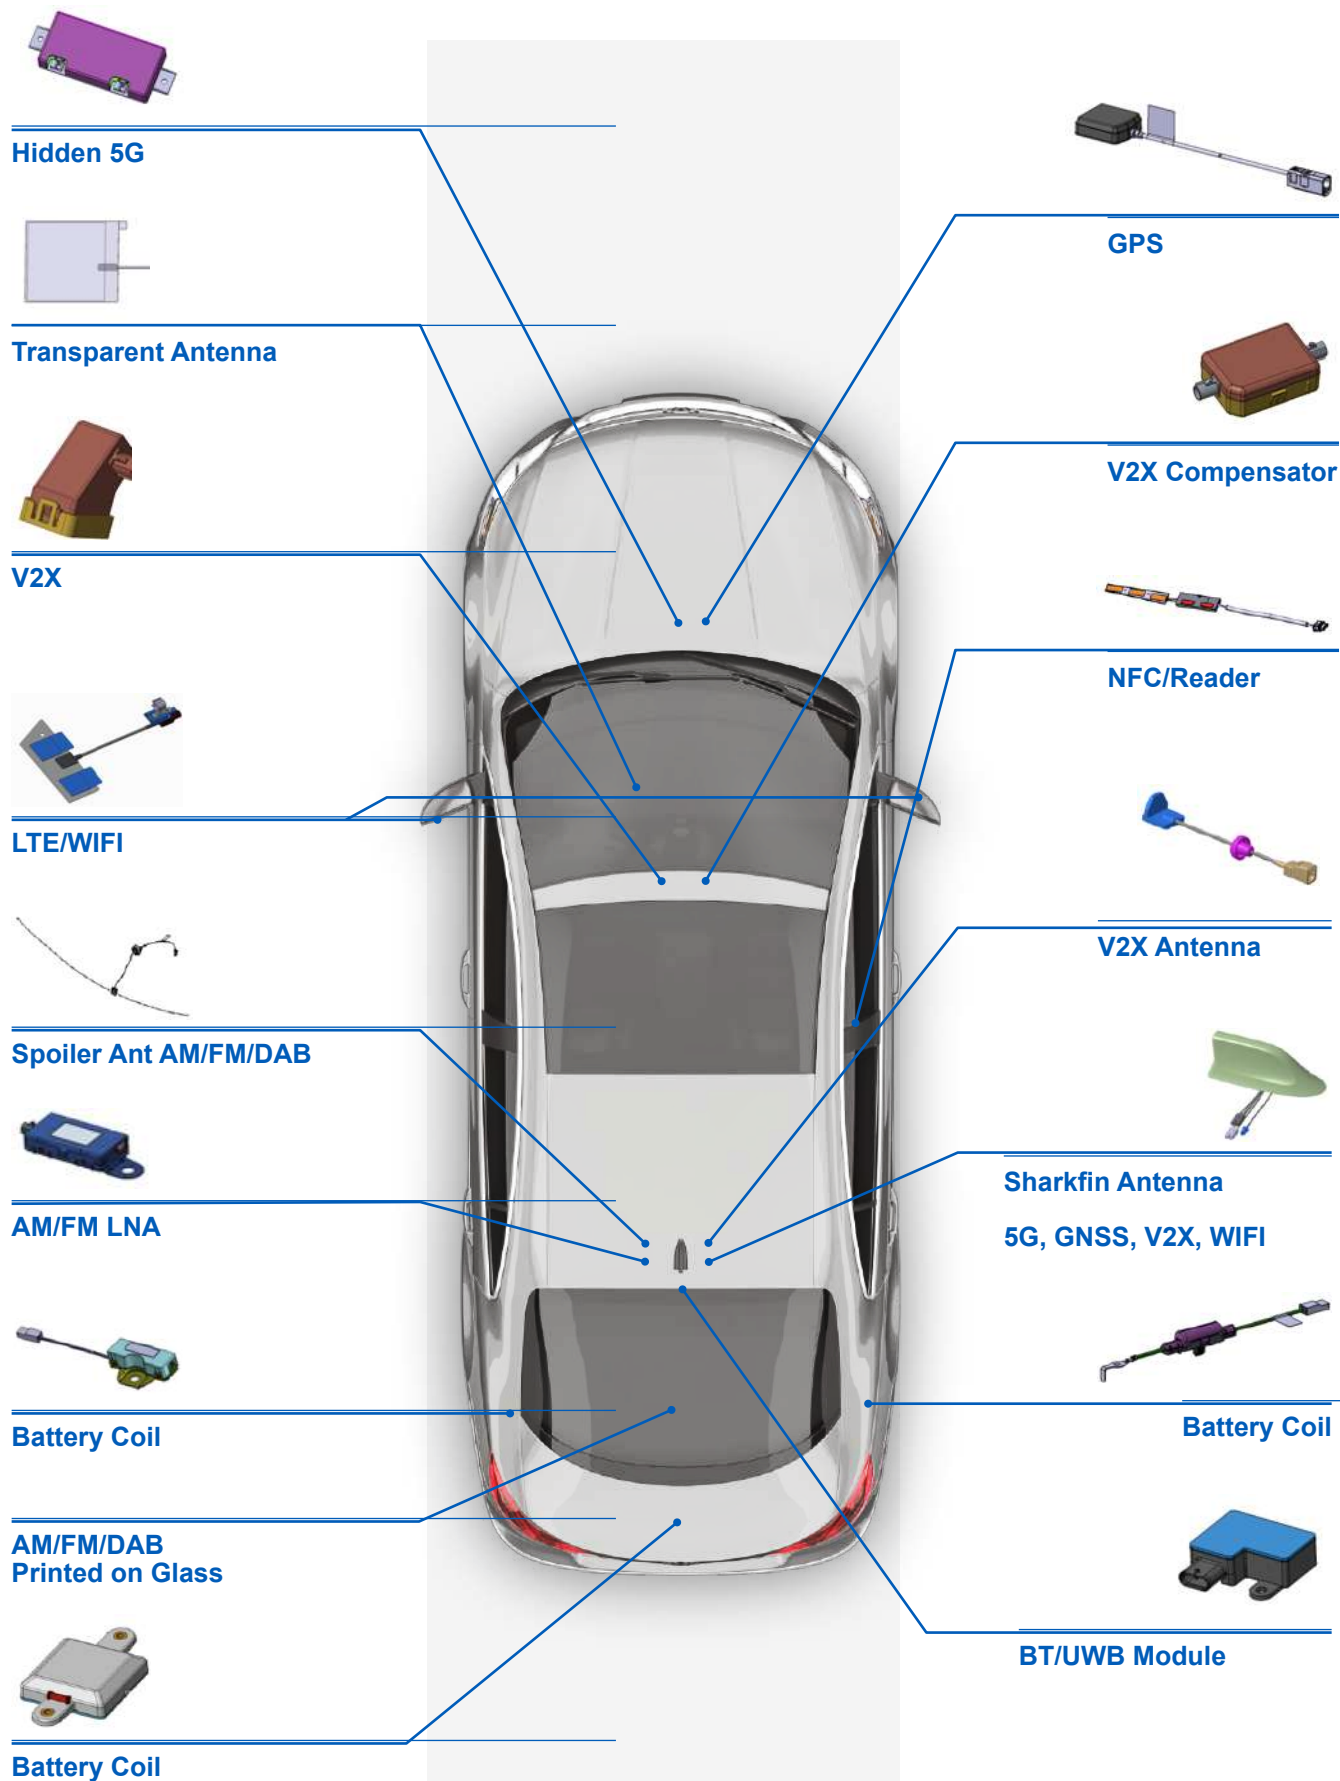 Hidden 5G
Transparent Antenna
V2X
LTE/WIFI
Spoiler Ant AM/FM/DAB
AM/FM LNA
Battery Coil
AM/FM/DAB
Printed on Glass
Battery Coil
GPS
V2X Compensator
NFC/Reader
V2X Antenna
Sharkfin Antenna
5G, GNSS, V2X, WIFI
Battery Coil
BT/UWB Module